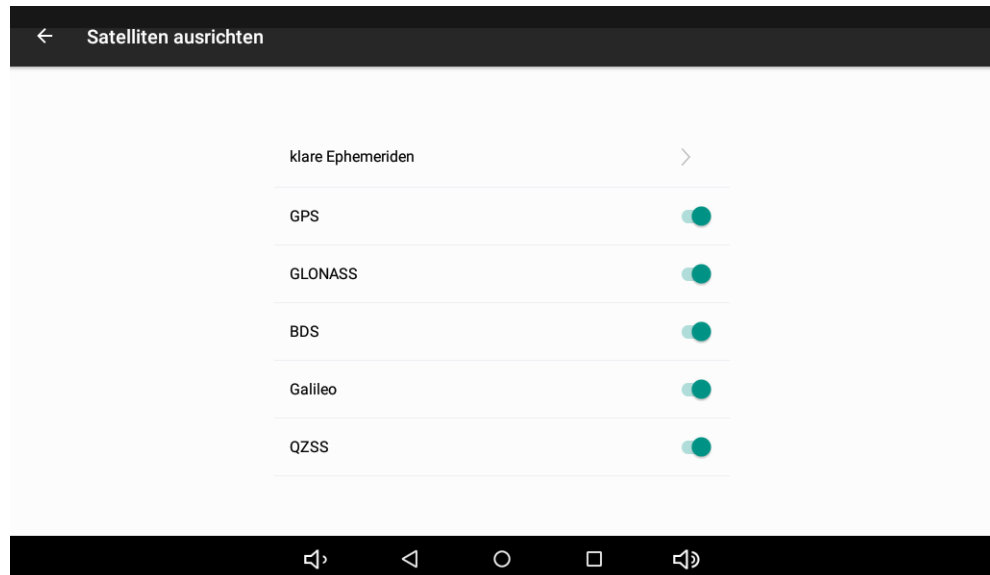 Satelliten ausrichten
klare Ephemeriden
GPS
GLONASS
BDS
Galileo
QZSS